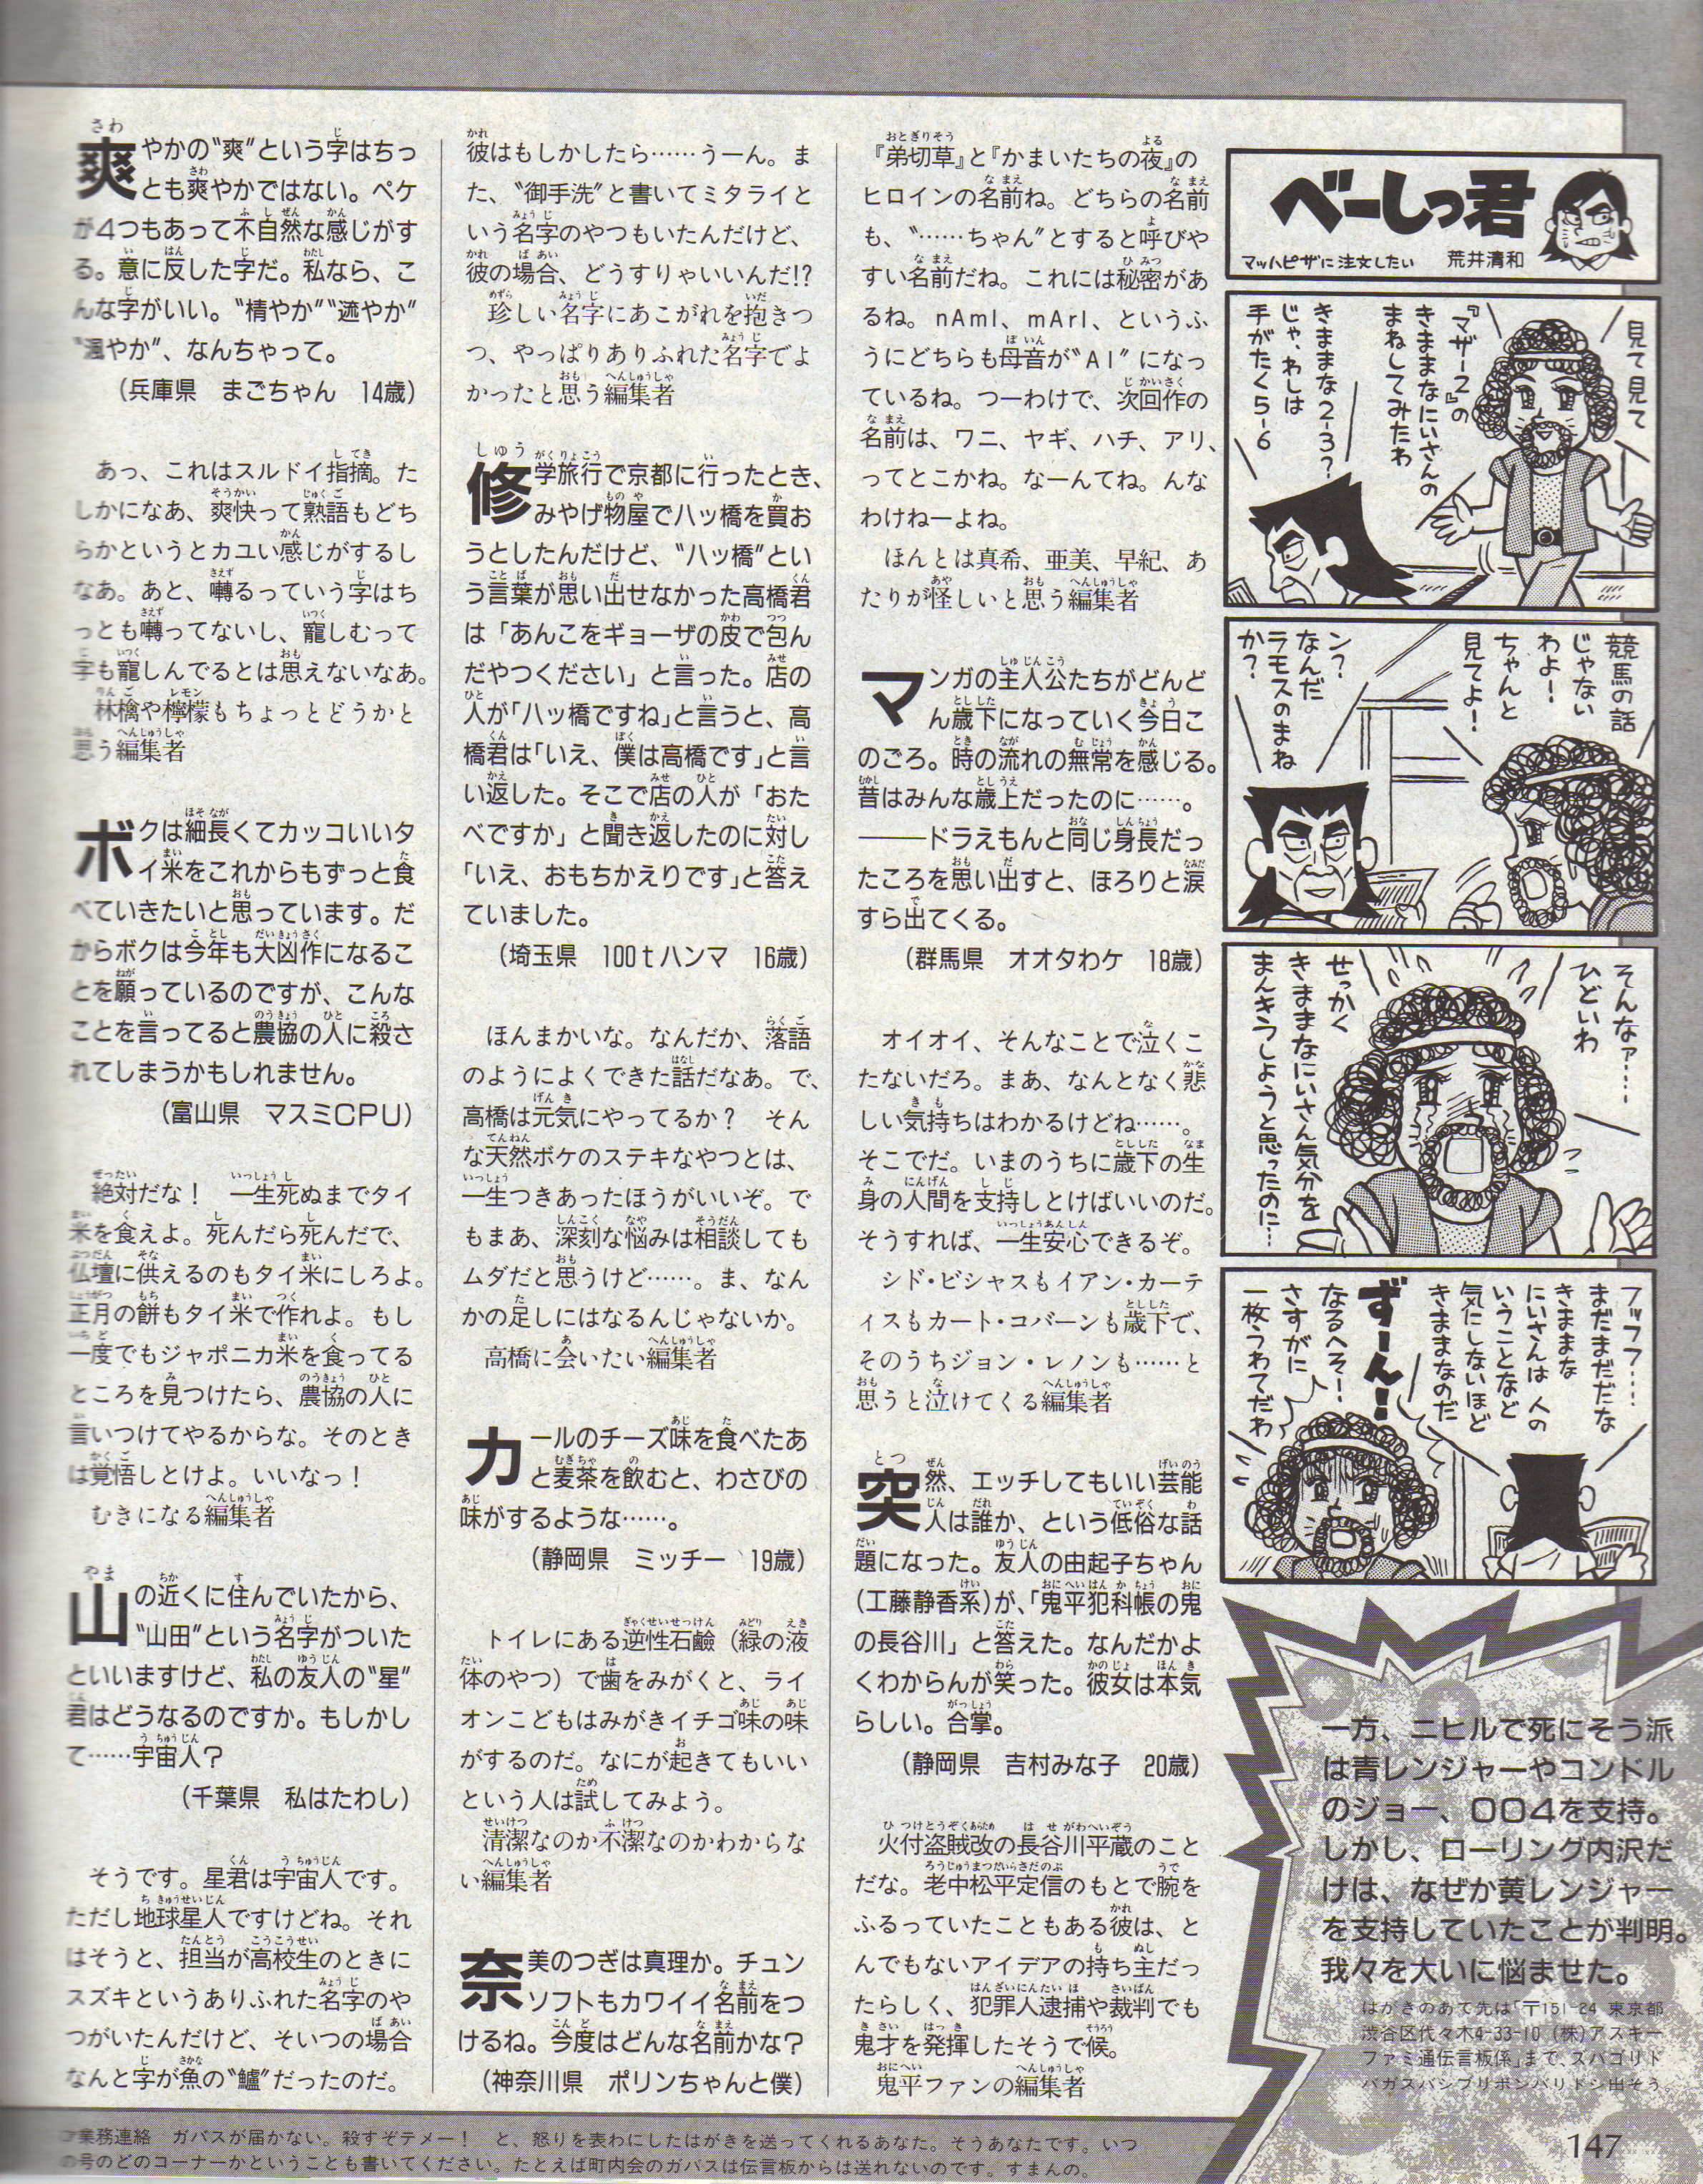 爽やかの“爽”という字はちっ
とも爽やかではない。ペケ
が4つもあって不自然な感じがす
る。意に反した字だ。私なら、こ
んな字がいい。
、なんちゃって。
（兵庫県　まごちゃん　14歳）
あっ、これはスルドイ指摘。た
しかになあ、爽快って熟語もどち
らかというとカユい感じがするし
なあ。あと、囀るっていう字はち
っとも囀ってないし、寵しむって
字も寵しんでるとは思えないなあ。
林檎や檸檬もちょっとどうかと
思う編集者
ボクは細長くてカッコいいタ
イ米をこれからもずっと食
べていきたいと思っています。だ
からボクは今年も大凶作になるこ
とを願っているのですが、こんな
ことを言ってると農協の人に殺さ
れてしまうかもしれません。
（富山県　マスミCPU）
絶対だな！　一生死ぬまでタイ
米を食えよ。死んだら死んだで、
仏壇に供えるのもタイ米にしろよ。
正月の餅もタイ米で作れよ。もし
一度でもジャポニカ米を食ってる
ところを見つけたら、農協の人に
言いつけてやるからな。そのとき
は覚悟しとけよ。いいなっ！
むきになる編集者
山の近くに住んでいたから、
“山田”という名字がついた
といいますけど、私の友人の“星”
君はどうなるのですか。もしかし
て……宇宙人？
（千葉県　私はたわし）
そうです。星君は宇宙人です。
ただし地球星人ですけどね。それ
はそうと、担当が高校生のときに
スズキというありふれた名字のや
つがいたんだけど、そいつの場合
なんと字が魚の“鱸”だったのだ。
彼はもしかしたら……うーん。ま
た、“御手洗”と書いてミタライと
いう名字のやつもいたんだけど、
彼の場合、どうすりゃいいんだ!?
珍しい名字にあこがれを抱きつ
つ、やっぱりありふれた名字でよ
かったと思う編集者
修学旅行で京都に行ったとき、
みやげ物屋で八ッ橋を買お
うとしたんだけど、“八ッ橋”とい
う言葉が思い出せなかった高橋君
は「あんこをギョーザの皮で包ん
だやつください」と言った。店の
人が「八ッ橋ですね」と言うと、高
橋君は「いえ、僕は高橋です」と言
い返した。そこで店の人が「おた
べですか」と聞き返したのに対し
「いえ、おもちかえりです」と答え
ていました。
（埼玉県　100tハンマ　16歳）
ほんまかいな。なんだか、落語
のようによくできた話だなあ。で、
高橋は元気にやってるか？　そん
な天然ボケのステキなやつとは、
一生つきあったほうがいいぞ。で
もまあ、深刻な悩みは相談しても
ムダだと思うけど……。ま、なん
かの足しにはなるんじゃないか。
高橋に会いたい編集者
カールのチーズ味を食べたあ
と麦茶を飲むと、わさびの
味がするような……。
（静岡県　ミッチー　19歳）
トイレにある逆性石鹸（緑の液
体のやつ）で歯をみがくと、ライ
オンこどもはみがきイチゴ味の味
がするのだ。なにが起きてもいい
という人は試してみよう。
清潔なのか不潔なのかわからな
い編集者
奈美のつぎは真理か。チュン
ソフトもカワイイ名前をつ
けるね。今度はどんな名前かな？
（神奈川県　ポリンちゃんと僕）
『弟切草』と『かまいたちの夜』の
ヒロインの名前ね。どちらの名前
も、“……ちゃん”とすると呼びや
すい名前だね。これには秘密があ
るね。nAmI、mArI、というふ
うにどちらも母音が“AI”になっ
ているね。つーわけで、次回作の
名前は、ワニ、ヤギ、ハチ、アリ、
ってとこかね。なーんてね。んな
わけねーよね。
ほんとは真希、亜美、早紀、あ
たりが怪しいと思う編集者
マンガの主人公たちがどんど
ん歳下になっていく今日こ
のごろ。時の流れの無常を感じる。
昔はみんな歳上だったのに……。
――ドラえもんと同じ身長だっ
たころを思い出すと、ほろりと涙
すら出てくる。
（群馬県　オオタわケ　18歳）
オイオイ、そんなことで泣くこ
たないだろ。まあ、なんとなく悲
しい気持ちはわかるけどね……。
そこでだ。いまのうちに歳下の生
身の人間を支持しとけばいいのだ。
そうすれば、一生安心できるぞ。
シド・ビシャスもイアン・カーテ
ィスもカート・コバーンも歳下で、
そのうちジョン・レノンも……と
思うと泣けてくる編集者
突然、エッチしてもいい芸能
人は誰か、という低俗な話
題になった。友人の由起子ちゃん
（工藤静香系）が、「鬼平犯科帳の鬼
の長谷川」と答えた。なんだかよ
くわからんが笑った。彼女は本気
らしい。合掌。
（静岡県　吉村みな子　20歳）
火付盗賊改の長谷川平蔵のこと
だな。老中松平定信のもとで腕を
ふるっていたこともある彼は、と
んでもないアイデアの持ち主だっ
たらしく、犯罪人逮捕や裁判でも
鬼才を発揮したそうで候。
鬼平ファンの編集者
べーしっ君
マッハピザに注文したい　荒井清和
見て見て
『マザー2』の
きままなにいさんの
まねしてみたわ
きままな2-3？
じゃ、わしは
手がたく5-6
競馬の話
じゃない
わよ！
ちゃんと
見てよ！
ン？
なんだ
ラモスのまね
か？
そんなァ…
ひどいわ
せっかく
きままなにいさん気分を
まんきつしようと思ったのに…
フッフフ…
まだまだだな
きままな
にいさんは人の
いうことなど
気にしないほど
きままなのだ
ずーん！
なるへそ！
さすがに
一枚うわてだわ
一方、ニヒルで死にそう派
は青レンジャーやコンドル
のジョー、004を支持。
しかし、ローリング内沢だ
けは、なぜか黄レンジャー
を支持していたことが判明。
我々を大いに悩ませた。
はがきのあて先は「〒151-24 東京都
渋谷区代々木4-33-10 (株)アスキー
ファミ通伝言板係」まで、スバゴリド
バガスバシブリボンバリドシ出そう
147
業務連絡　ガバスが届かない。殺すぞテメー！　と、怒りを表わにしたはがきを送ってくれるあなた。そうあなたです。いつ
の号のどのコーナーかということも書いてください。たとえば町内会のガバスは伝言板からは送れないのです。すまんの。